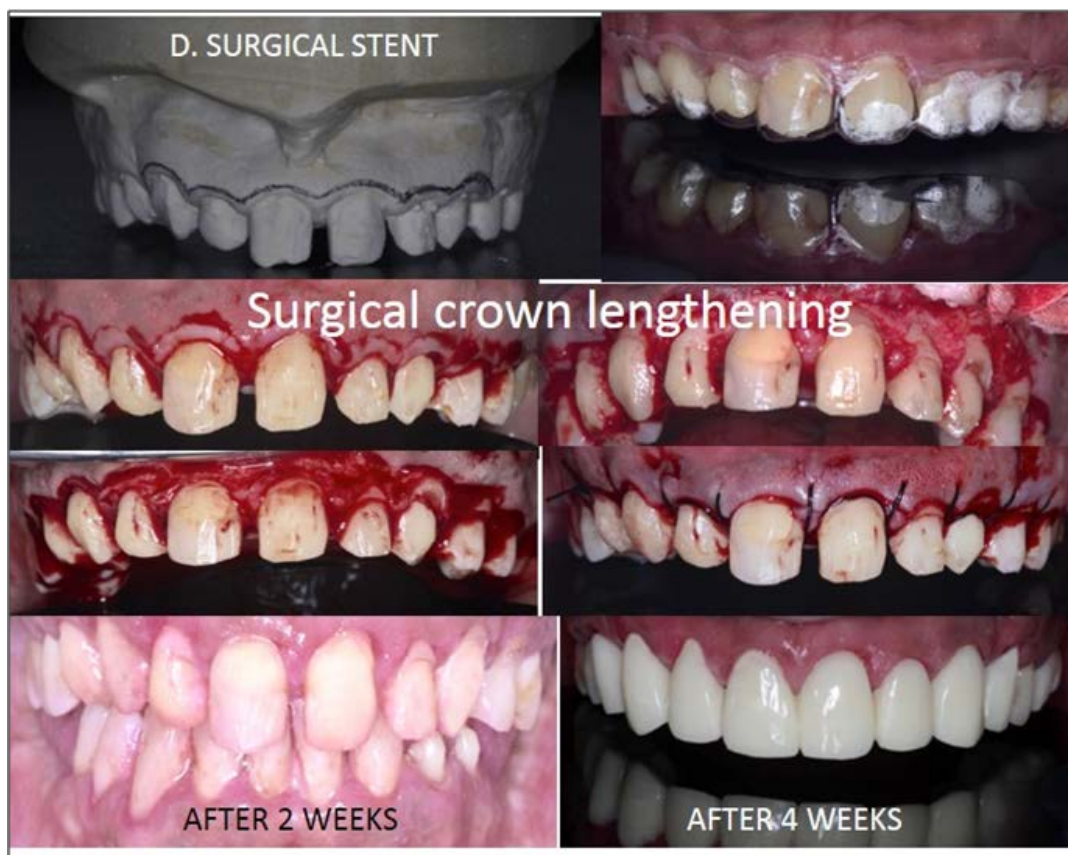 D. SURGICAL STENT
Surgical crown lengthening
AFTER 2 WEEKS
AFTER 4 WEEKS